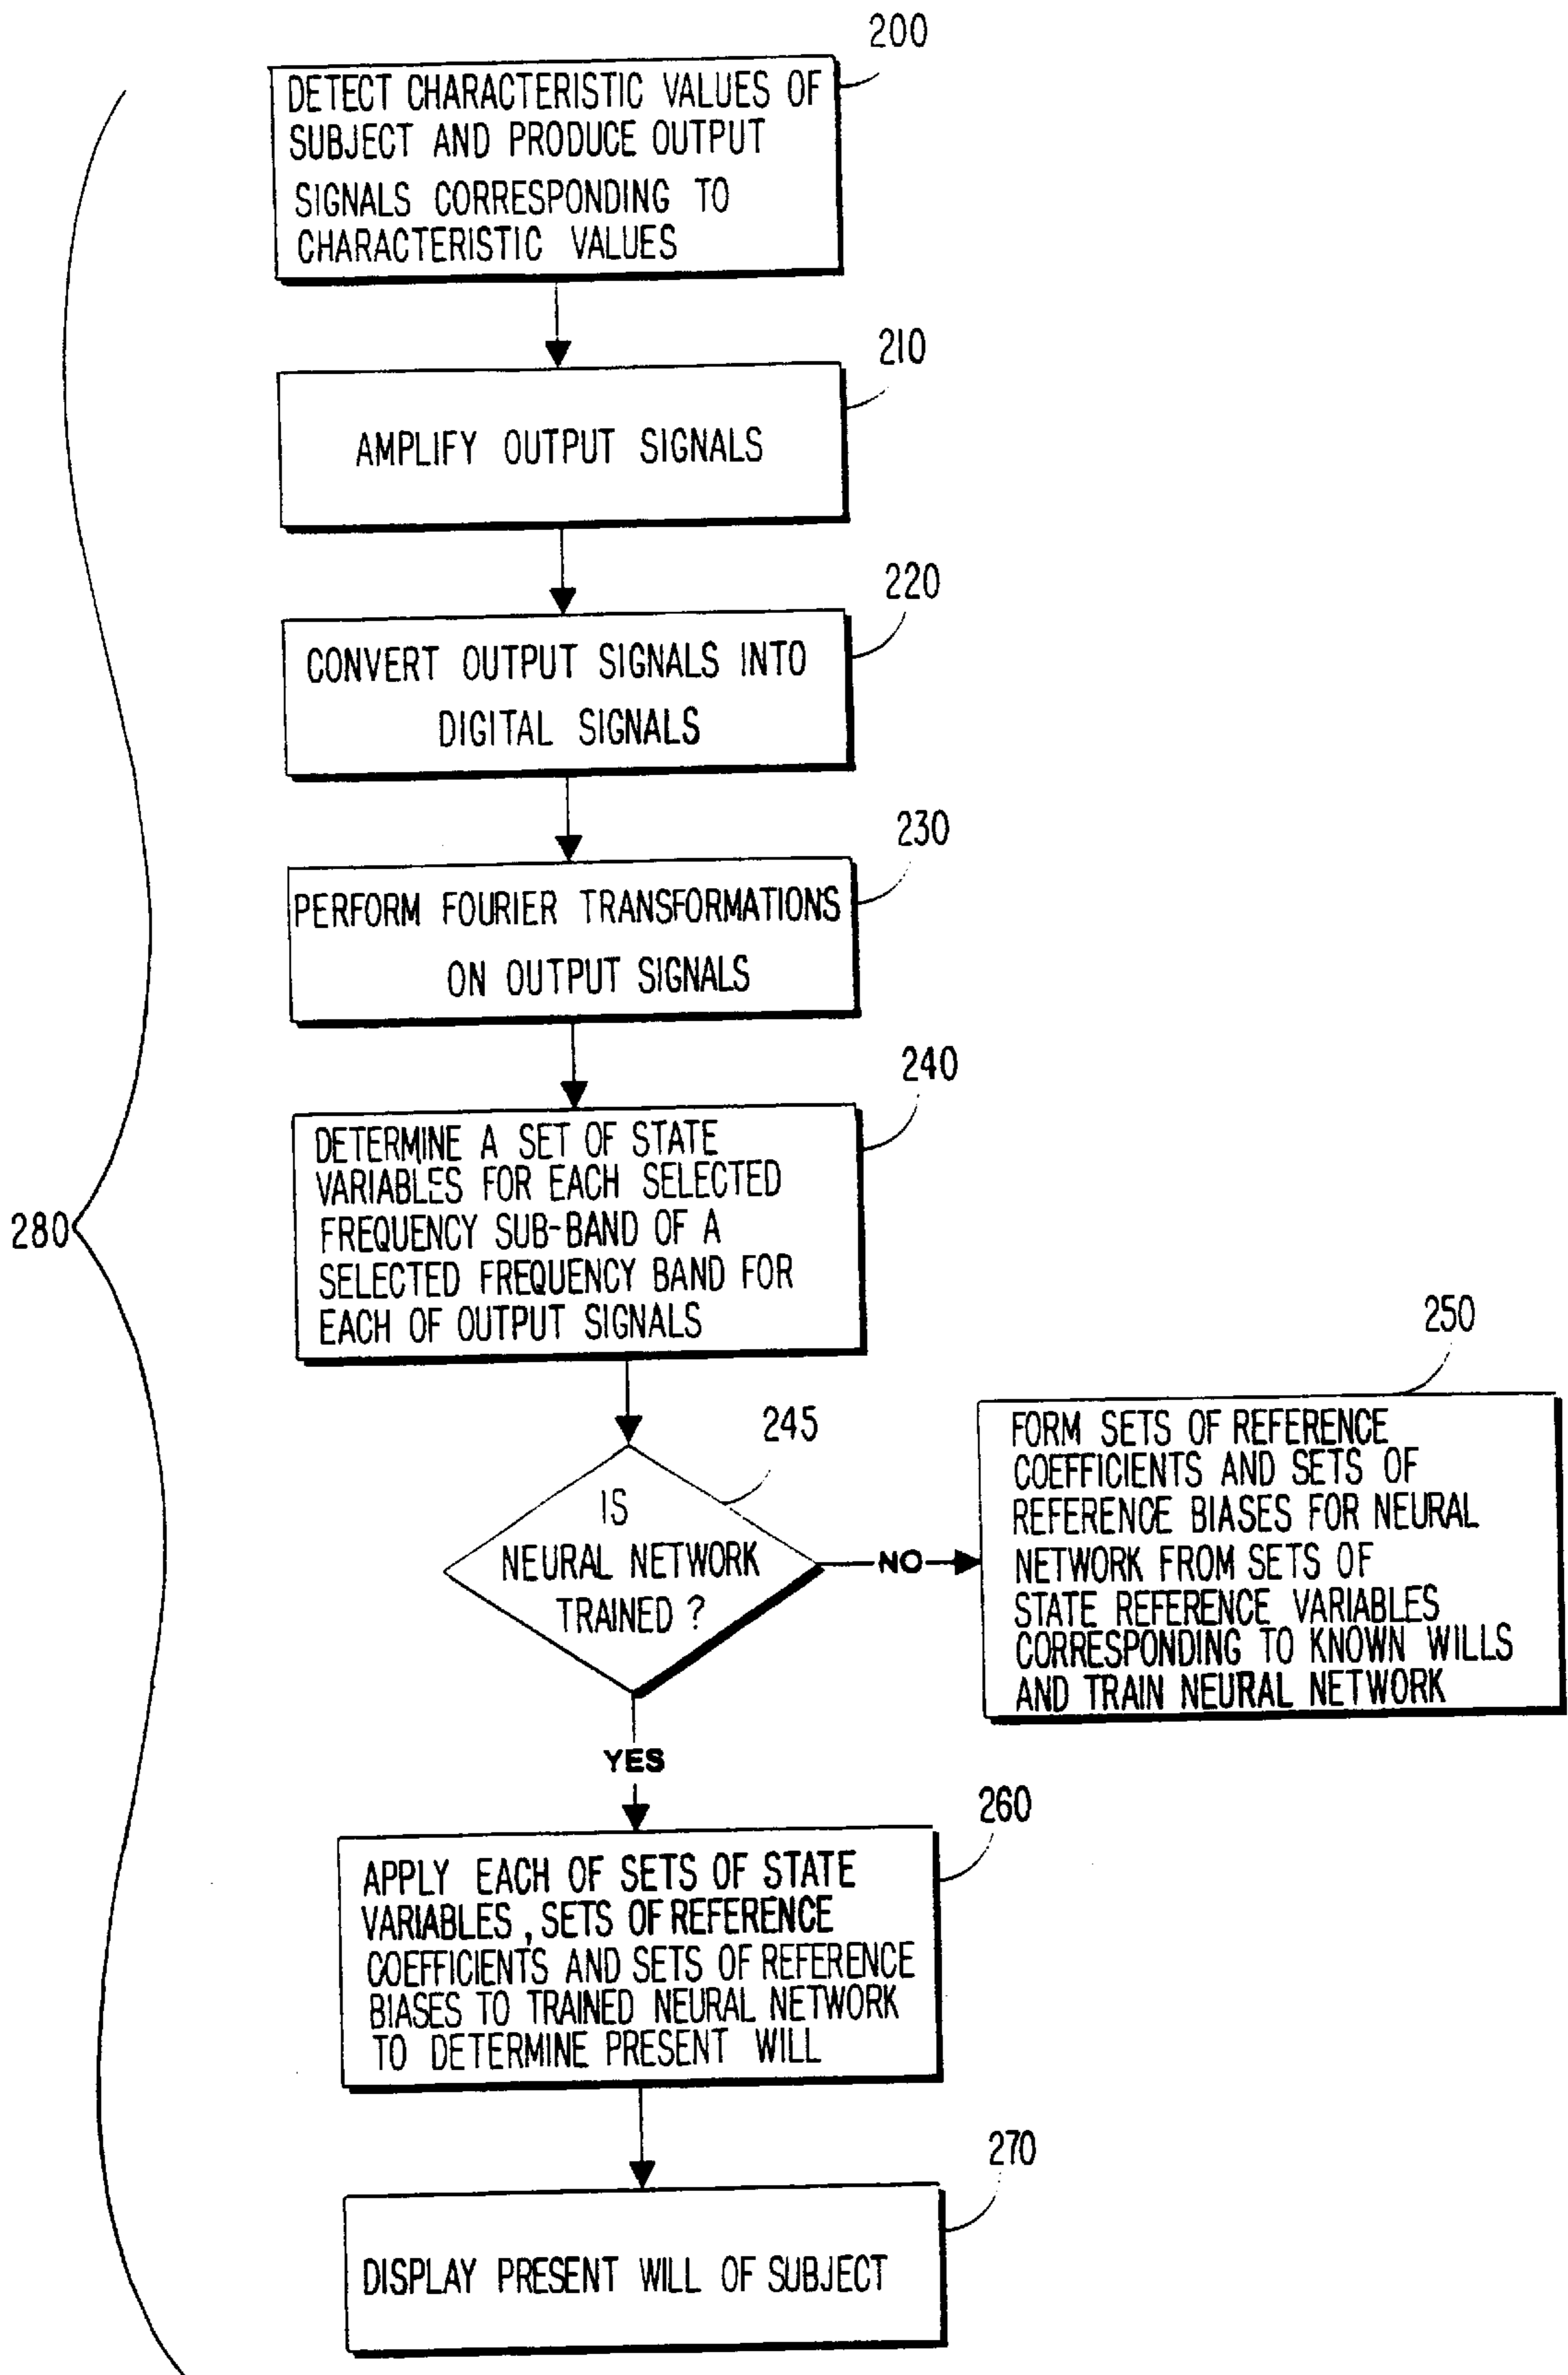 200
DETECT CHARACTERISTIC VALUES OF
SUBJECT AND PRODUCE OUTPUT
SIGNALS CORRESPONDING TO
CHARACTERISTIC VALUES
210
AMPLIFY OUTPUT SIGNALS
220
CONVERT OUTPUT SIGNALS INTO
DIGITAL SIGNALS
230
PERFORM FOURIER TRANSFORMATIONS
ON OUTPUT SIGNALS
240
DETERMINE A SET OF STATE
VARIABLES FOR EACH SELECTED
FREQUENCY SUB-BAND OF A
SELECTED FREQUENCY BAND FOR
EACH OF OUTPUT SIGNALS
280
245
IS
NEURAL NETWORK
TRAINED ?
NO
250
FORM SETS OF REFERENCE
COEFFICIENTS AND SETS OF
REFERENCE BIASES FOR NEURAL
NETWORK FROM SETS OF
STATE REFERENCE VARIABLES
CORRESPONDING TO KNOWN WILLS
AND TRAIN NEURAL NETWORK
YES
260
APPLY EACH OF SETS OF STATE
VARIABLES , SETS OF REFERENCE
COEFFICIENTS AND SETS OF REFERENCE
BIASES TO TRAINED NEURAL NETWORK
TO DETERMINE PRESENT WILL
270
DISPLAY PRESENT WILL OF SUBJECT